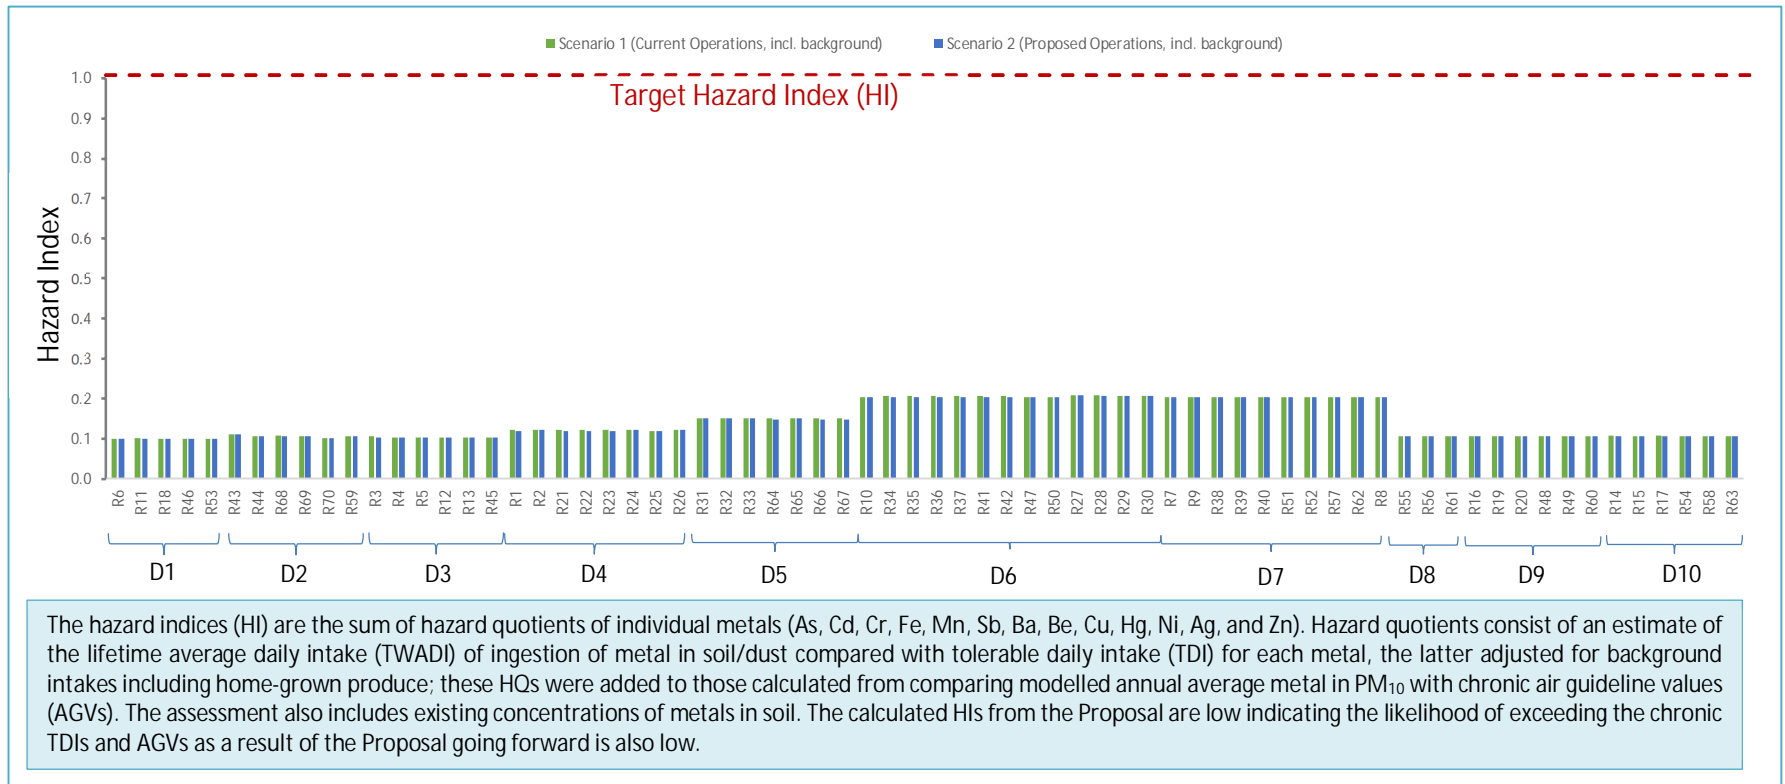 Scenario 1 (Current Operations, incl. background) Scenario 2 (Proposed Operations, incl. background)
1.0
Target Hazard Index (HI)
0.9
0.8
0.7
0.6
0.5
0.4
0.3
0.2
0.1
0.0
Hazard Index
R6 R11 R18 R46 R53 R43 R44 R68 R69 R70 R59 R3 R4 R5 R12 R13 R45 R1 R2 R21 R22 R23 R24 R25 R26 R31 R32 R33 R64 R65 R66 R67 R10 R34 R35 R36 R37 R41 R42 R47 R50 R27 R28 R29 R30 R7 R9 R38 R39 R40 R51 R52 R57 R62 R8 R55 R56 R61 R16 R19 R20 R48 R49 R60 R14 R15 R17 R54 R58 R63
D1 D2 D3 D4 D5 D6 D7 D8 D9 D10
The hazard indices (HI) are the sum of hazard quotients of individual metals (As, Cd, Cr, Fe, Mn, Sb, Ba, Be, Cu, Hg, Ni, Ag, and Zn). Hazard quotients consist of an estimate of
the lifetime average daily intake (TWADI) of ingestion of metal in soil/dust compared with tolerable daily intake (TDI) for each metal, the latter adjusted for background
intakes including home-grown produce; these HQs were added to those calculated from comparing modelled annual average metal in PM₁₀ with chronic air guideline values
(AGVs). The assessment also includes existing concentrations of metals in soil. The calculated HIs from the Proposal are low indicating the likelihood of exceeding the chronic
TDIs and AGVs as a result of the Proposal going forward is also low.